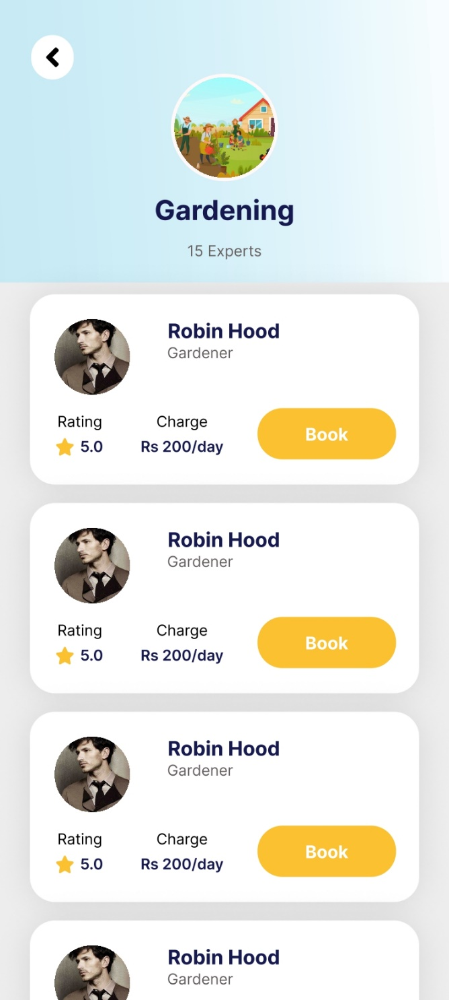 Gardening
15 Experts
Robin Hood
Gardener
Rating
Charge
5.0
Rs 200/day
Book
Robin Hood
Gardener
Rating
Charge
5.0
Rs 200/day
Book
Robin Hood
Gardener
Rating
Charge
5.0
Rs 200/day
Book
Robin Hood
Gardener